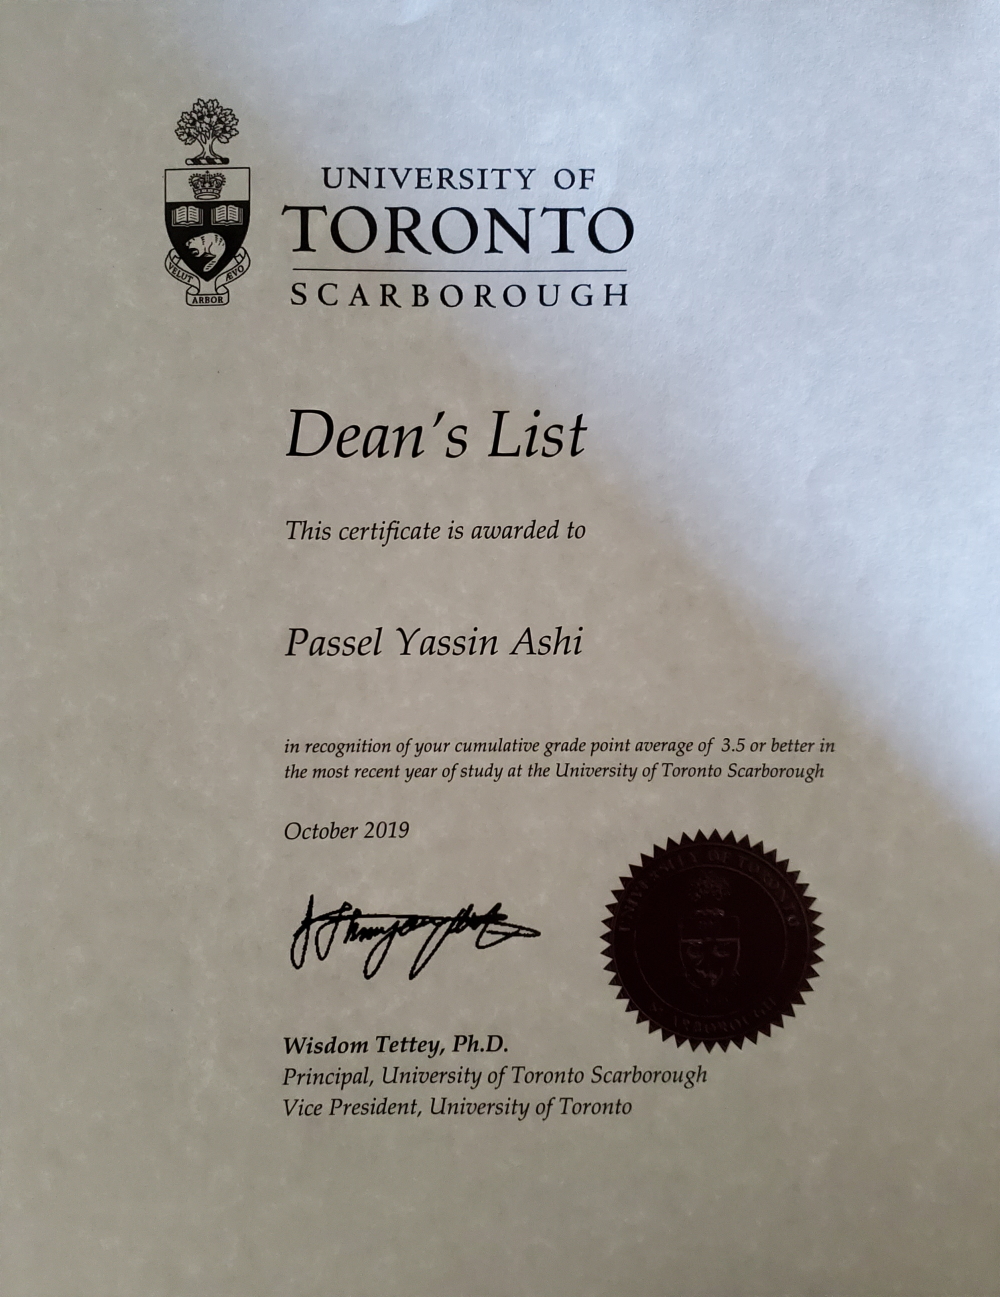 VELUT ARBOR ÆVO
UNIVERSITY OF
TORONTO
SCARBOROUGH
Dean's List
This certificate is awarded to
Passel Yassin Ashi
in recognition of your cumulative grade point average of 3.5 or better in
the most recent year of study at the University of Toronto Scarborough
October 2019
UNIVERSITY OF TORONTO
SCARBOROUGH
Wisdom Tettey, Ph.D.
Principal, University of Toronto Scarborough
Vice President, University of Toronto